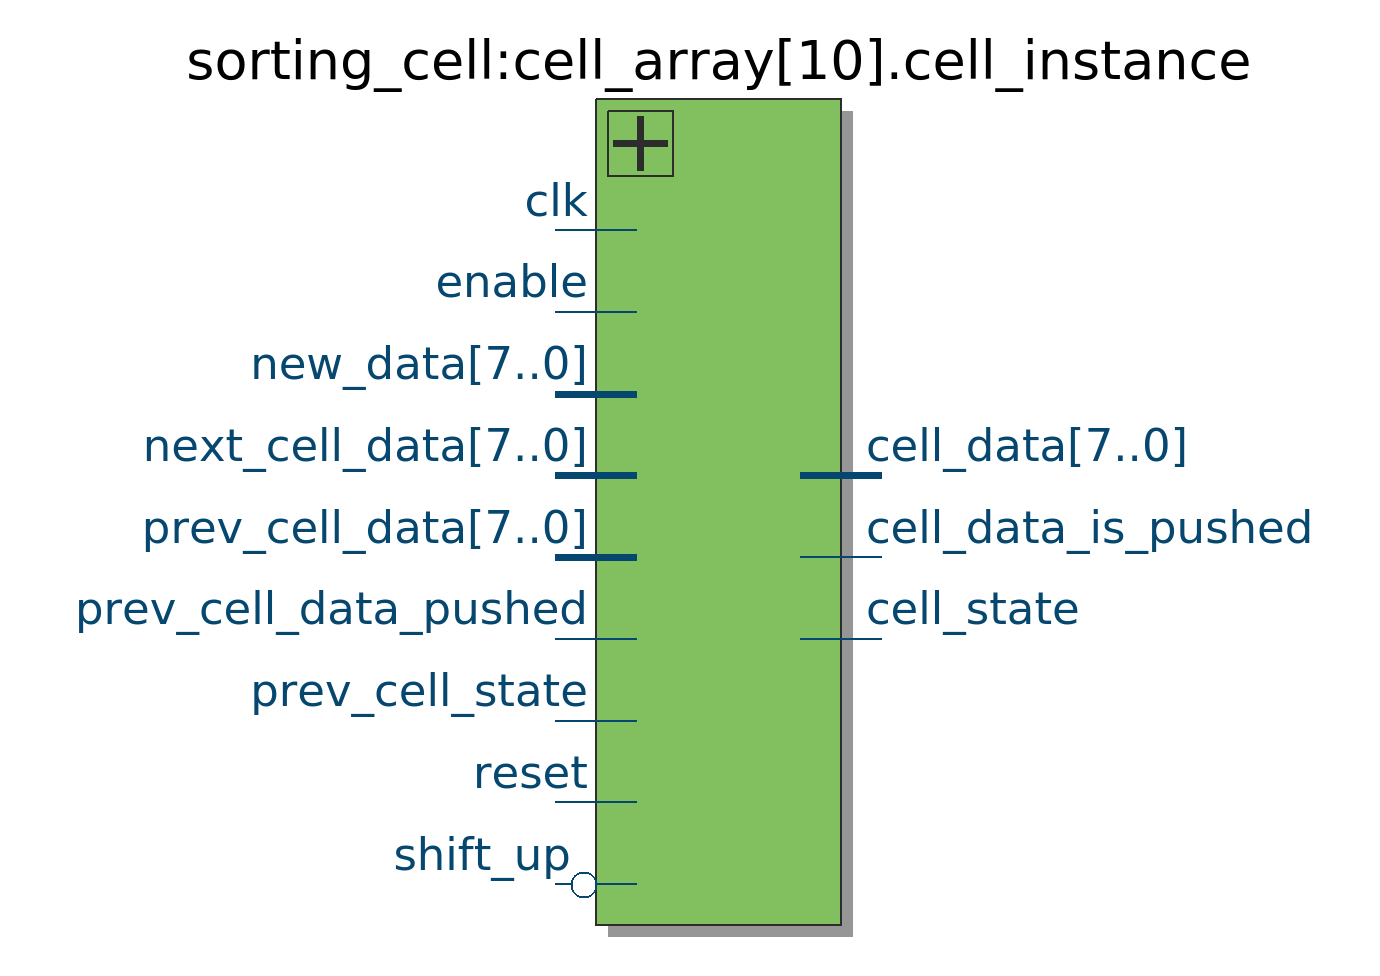 sorting_cell:cell_array[10].cell_instance
clk
enable
new_data[7..0]
next_cell_data[7..0]
prev_cell_data[7..0]
prev_cell_data_pushed
prev_cell_state
reset
shift_up
cell_data[7..0]
cell_data_is_pushed
cell_state